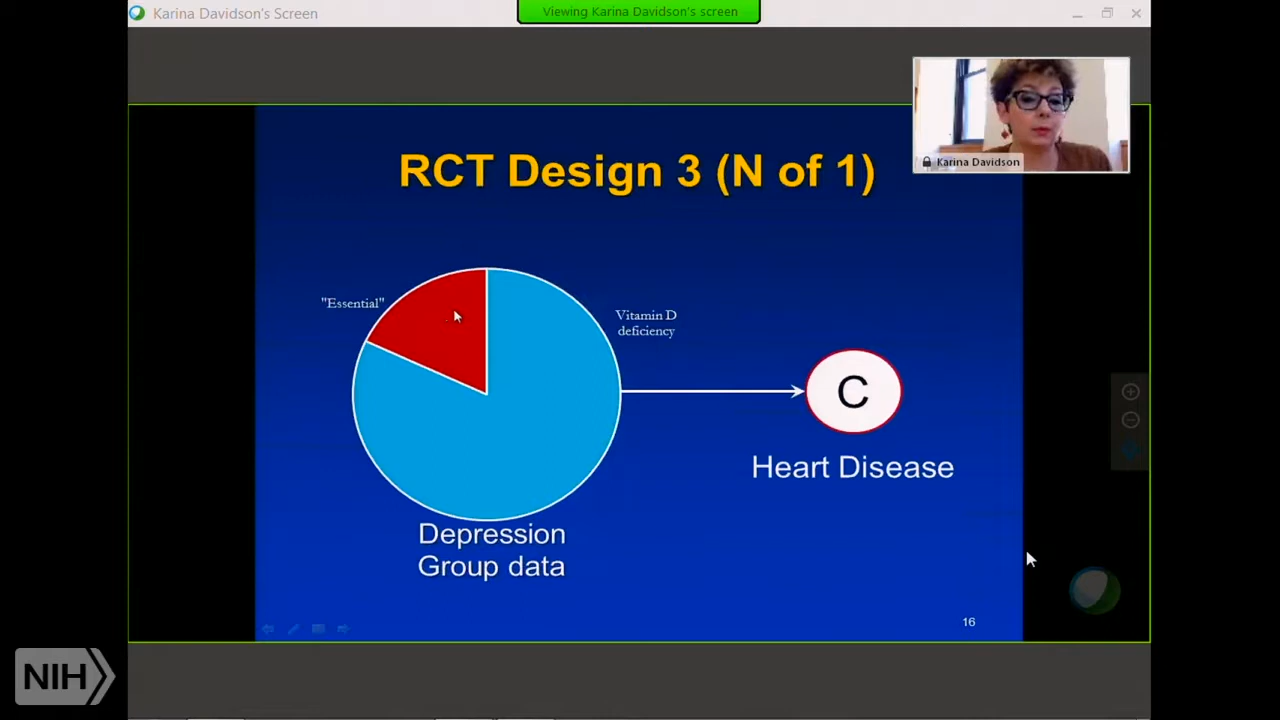 Karina Davidson's Screen
Viewing Karina Davidson's screen
Karina Davidson
RCT Design 3 (N of 1)
"Essential"
Vitamin D
deficiency
C
Heart Disease
Depression
Group data
16
NIH